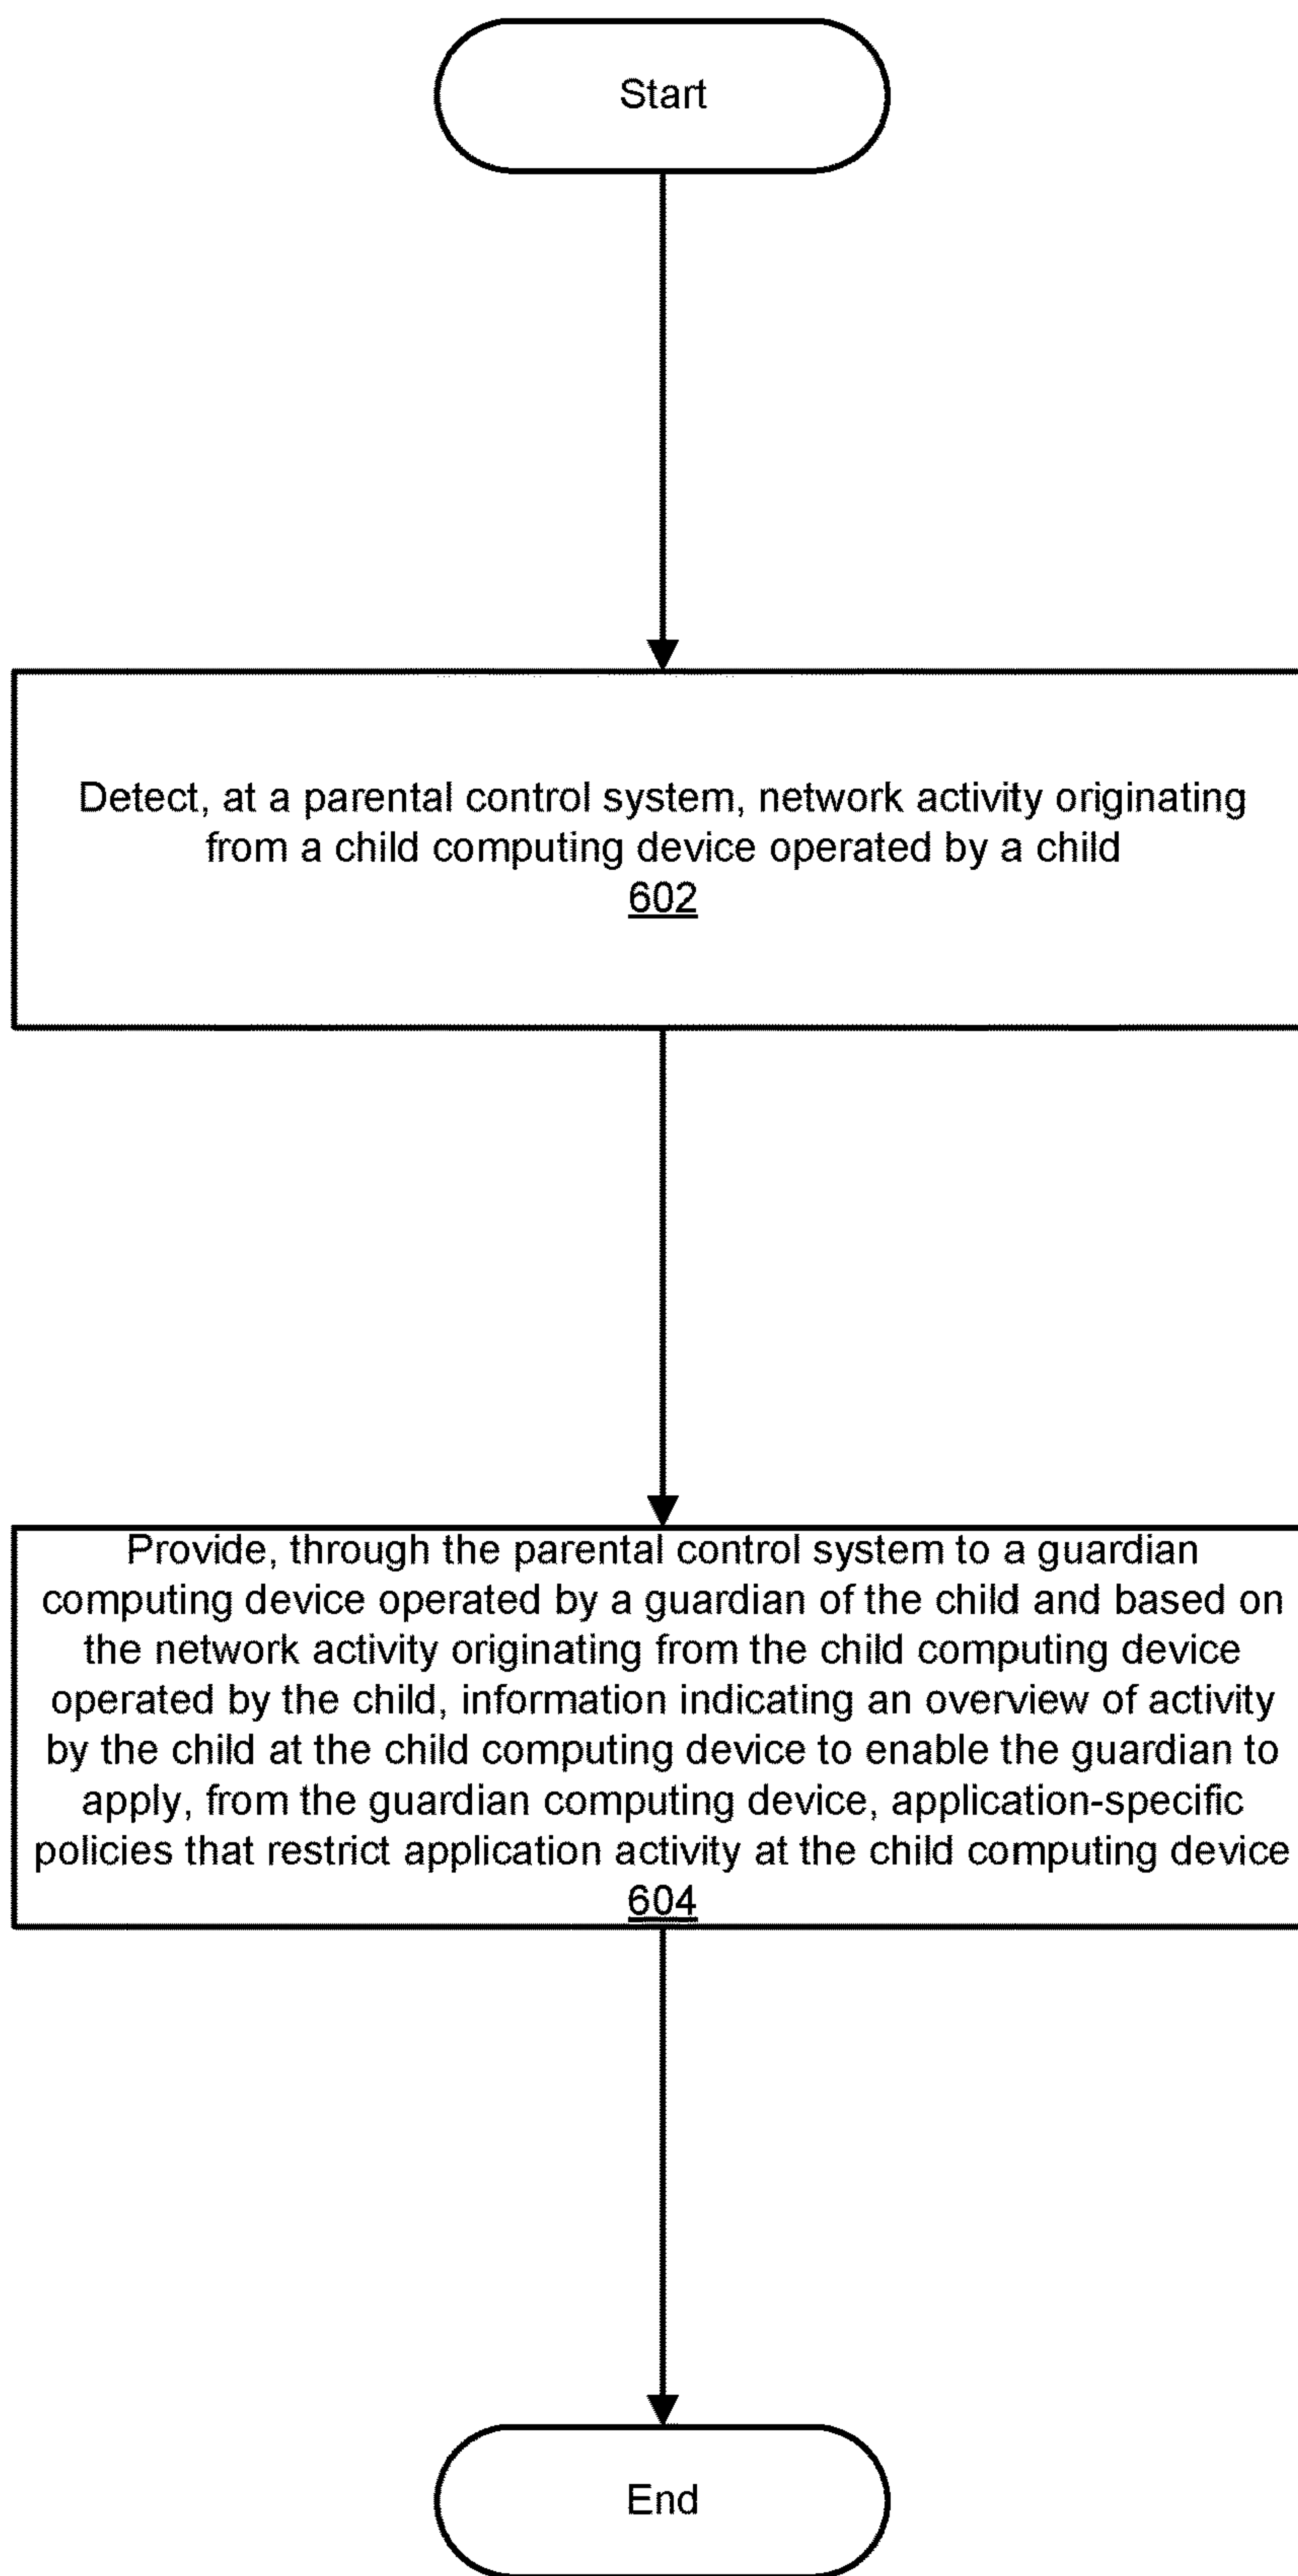 Start
Detect, at a parental control system, network activity originating
from a child computing device operated by a child
602
Provide, through the parental control system to a guardian
computing device operated by a guardian of the child and based on
the network activity originating from the child computing device
operated by the child, information indicating an overview of activity
by the child at the child computing device to enable the guardian to
apply, from the guardian computing device, application-specific
policies that restrict application activity at the child computing device
604
End